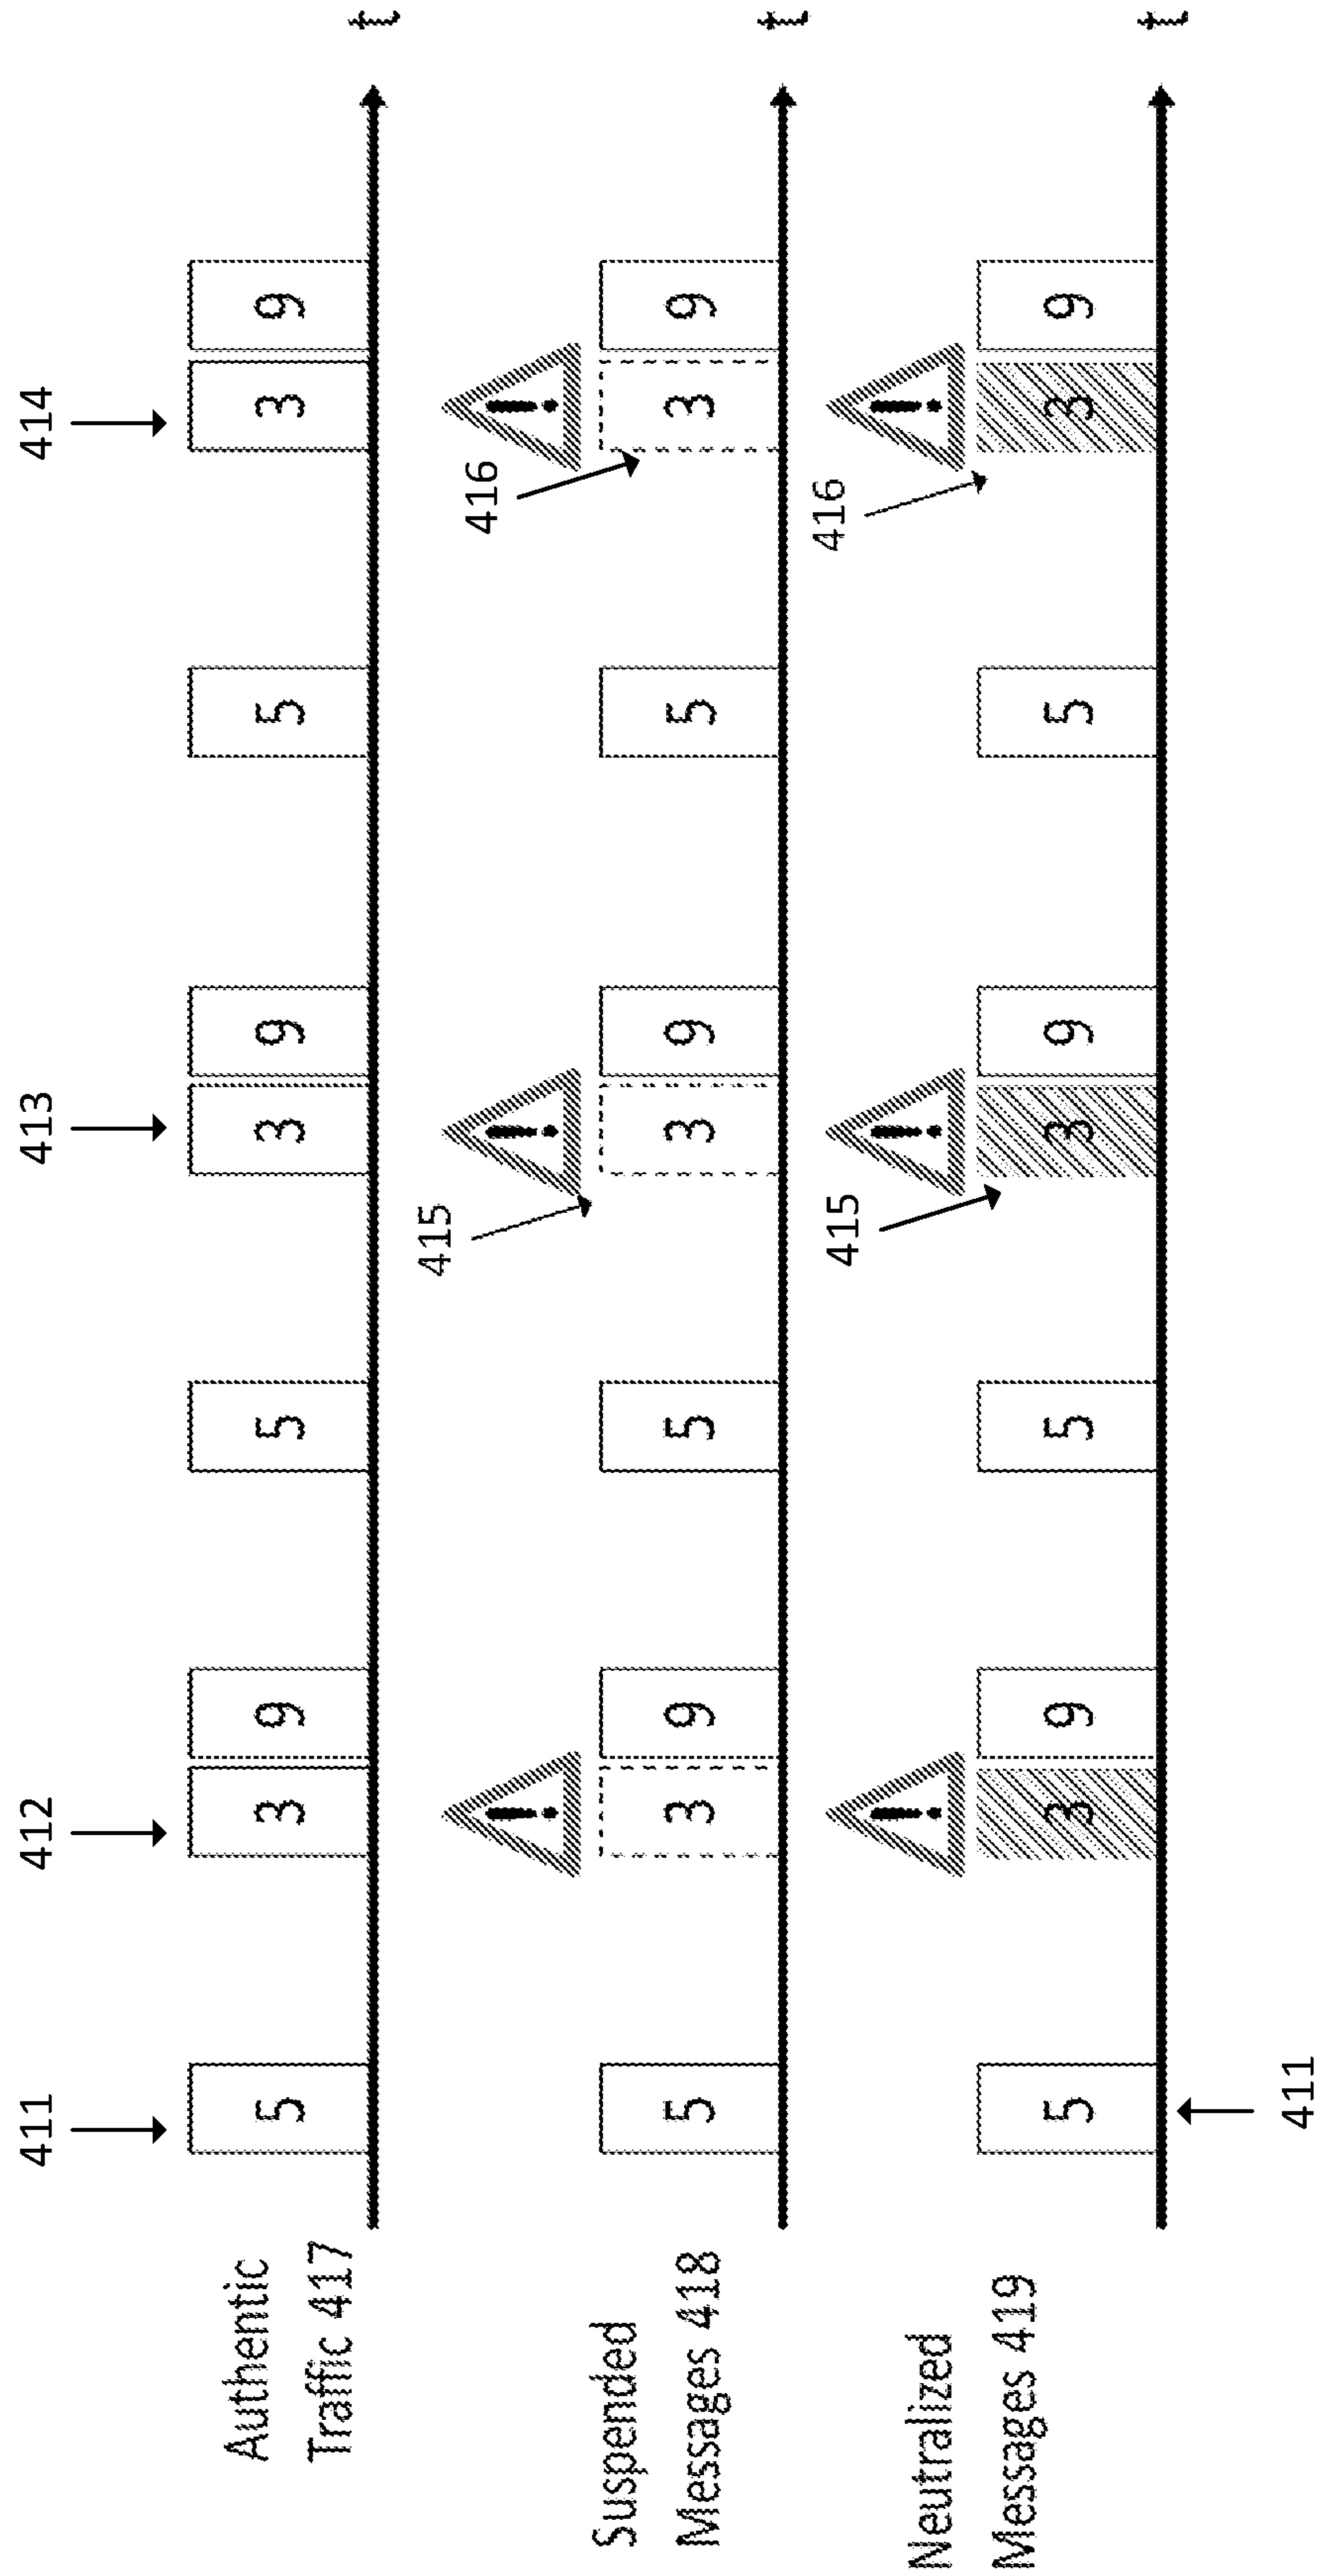 411 412 413 414
Authentic
Traffic 417
5 3 9 5 3 9 5 3 9
t
415 416
! ! !
Suspended
Messages 418
5 3 9 5 3 9 5 3 9
t
415 416
! ! !
Neutralized
Messages 419
5 3 9 5 3 9 5 3 9
t
411